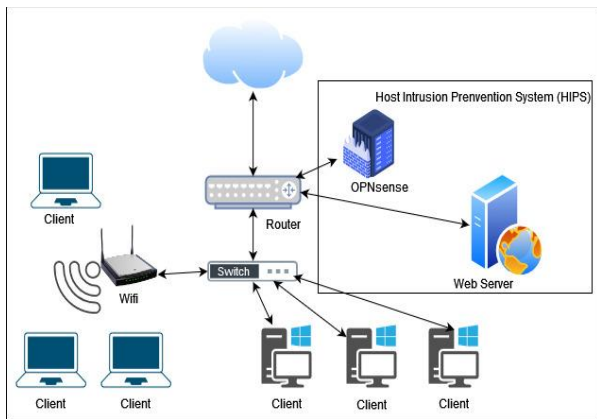 Host Intrusion Prenvention System (HIPS)
OPNsense
Client
Router
Web Server
Switch
Wifi
Client
Client
Client
Client
Client